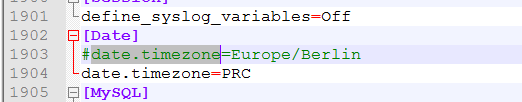 1901 define_syslog_variables=Off
1902 [Date]
1903 #date.timezone=Europe/Berlin
1904 date.timezone=PRC
1905 [MySQL]